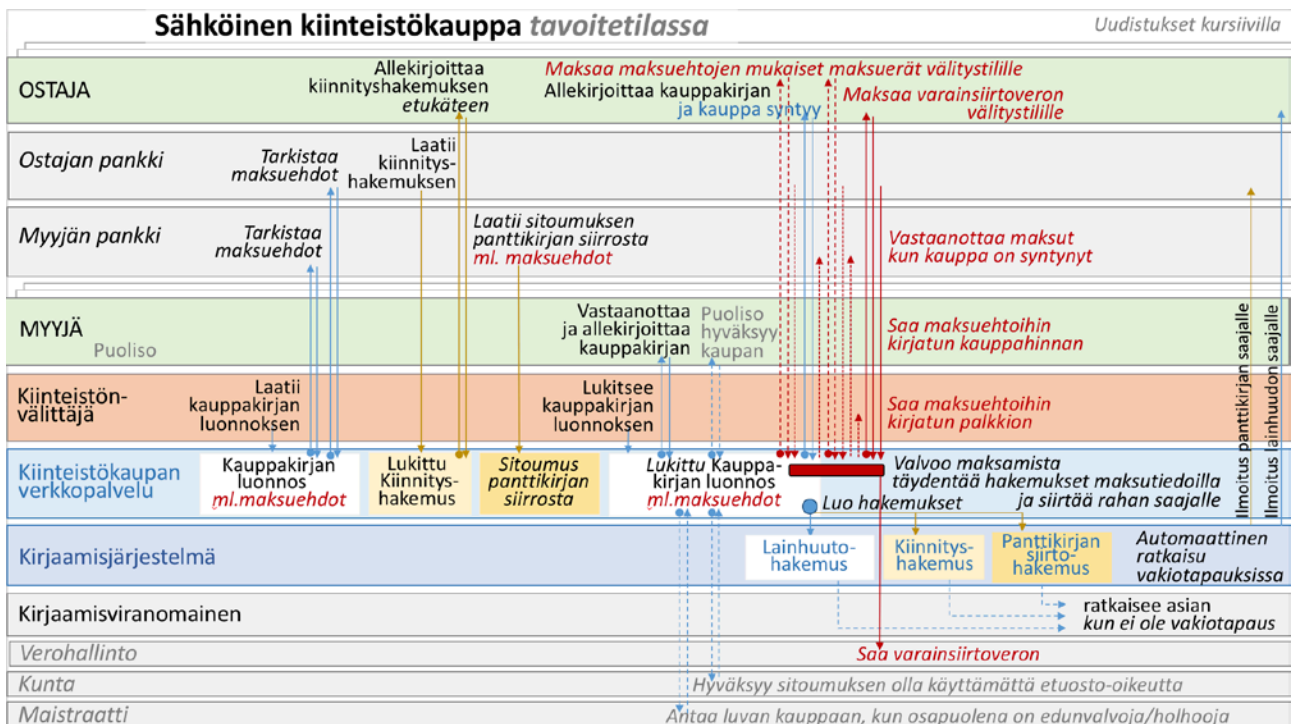 Sähköinen kiinteistökauppa tavoitetilassa
Uudistukset kursiivilla
OSTAJA
Allekirjoittaa
kiinnityshakemuksen
etukäteen
Maksaa maksuehtojen mukaiset maksuerät välitystilille
Allekirjoittaa kauppakirjan
ja kauppa syntyy
Maksaa varainsiirtoveron
välitystilille
Ostajan pankki
Tarkistaa
maksuehdot
Laatii
kiinnitys-
hakemuksen
Myyjän pankki
Tarkistaa
maksuehdot
Laatii sitoumuksen
panttikirjan siirrosta
ml. maksuehdot
Vastaanottaa maksut
kun kauppa on syntynyt
MYYJÄ
Puoliso
Vastaanottaa
ja allekirjoittaa
kauppakirjan
Puoliso
hyväksyy
kaupan
Saa maksuehtoihin
kirjatun kauppahinnan
Ilmoitus panttikirjan saajalle
Ilmoitus lainhuudon saajalle
Kiinteistön-
välittäjä
Laatii
kauppakirjan
luonnoksen
Lukitsee
kauppakirjan
luonnoksen
Saa maksuehtoihin
kirjatun palkkion
Kiinteistökaupan
verkkopalvelu
Kauppakirjan
luonnos
ml.maksuehdot
Lukittu
Kiinnitys-
hakemus
Sitoumus
panttikirjan
siirrosta
Lukittu Kauppa-
kirjan luonnos
ml.maksuehdot
Valvoo maksamista
täydentää hakemukset maksutiedoilla
ja siirtää rahan saajalle
Luo hakemukset
Kirjaamisjärjestelmä
Lainhuuto-
hakemus
Kiinnitys-
hakemus
Panttikirjan
siirto-
hakemus
Automaattinen
ratkaisu
vakiotapauksissa
Kirjaamisviranomainen
ratkaisee asian
kun ei ole vakiotapaus
Verohallinto
Saa varainsiirtoveron
Kunta
Hyväksyy sitoumuksen olla käyttämättä etuosto-oikeutta
Maistraatti
Antaa luvan kauppaan, kun osapuolena on edunvalvoja/holhooja